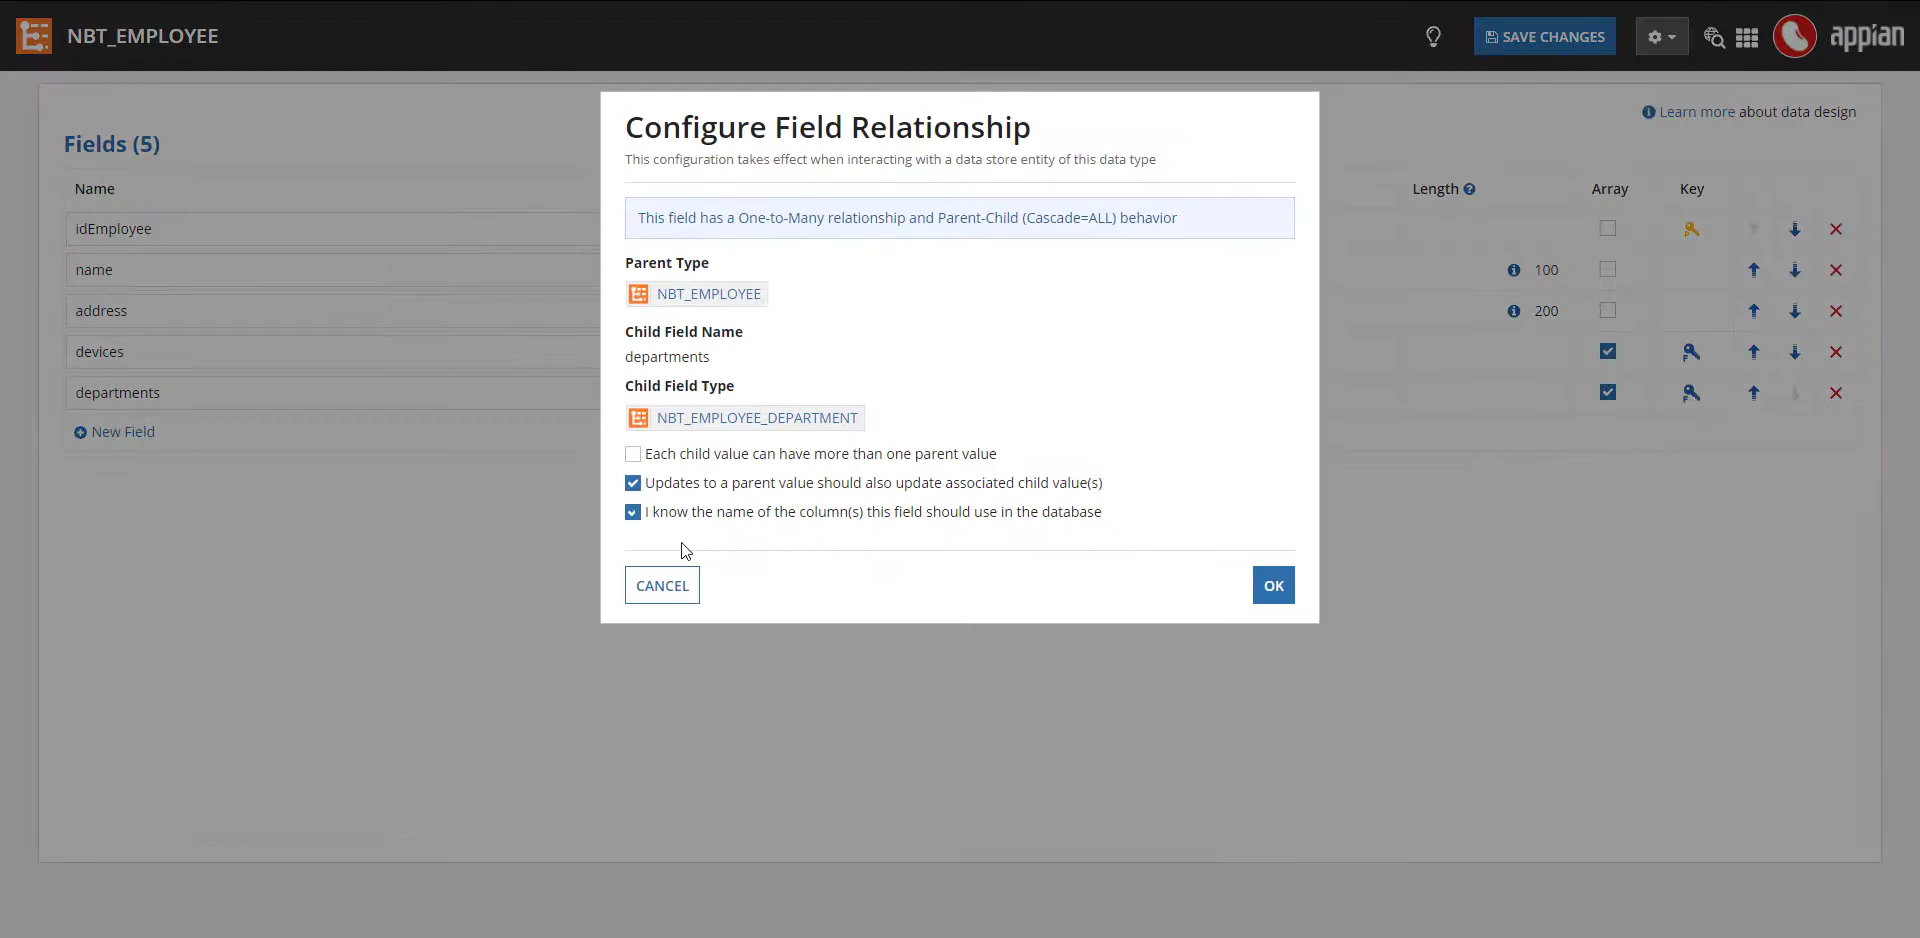 NBT_EMPLOYEE
SAVE CHANGES
appian
Learn more about data design
Fields (5)
Name
Length
Array
Key
idEmployee
name
100
address
200
devices
departments
New Field
Configure Field Relationship
This configuration takes effect when interacting with a data store entity of this data type
This field has a One-to-Many relationship and Parent-Child (Cascade=ALL) behavior
Parent Type
NBT_EMPLOYEE
Child Field Name
departments
Child Field Type
NBT_EMPLOYEE_DEPARTMENT
Each child value can have more than one parent value
Updates to a parent value should also update associated child value(s)
I know the name of the column(s) this field should use in the database
CANCEL
OK